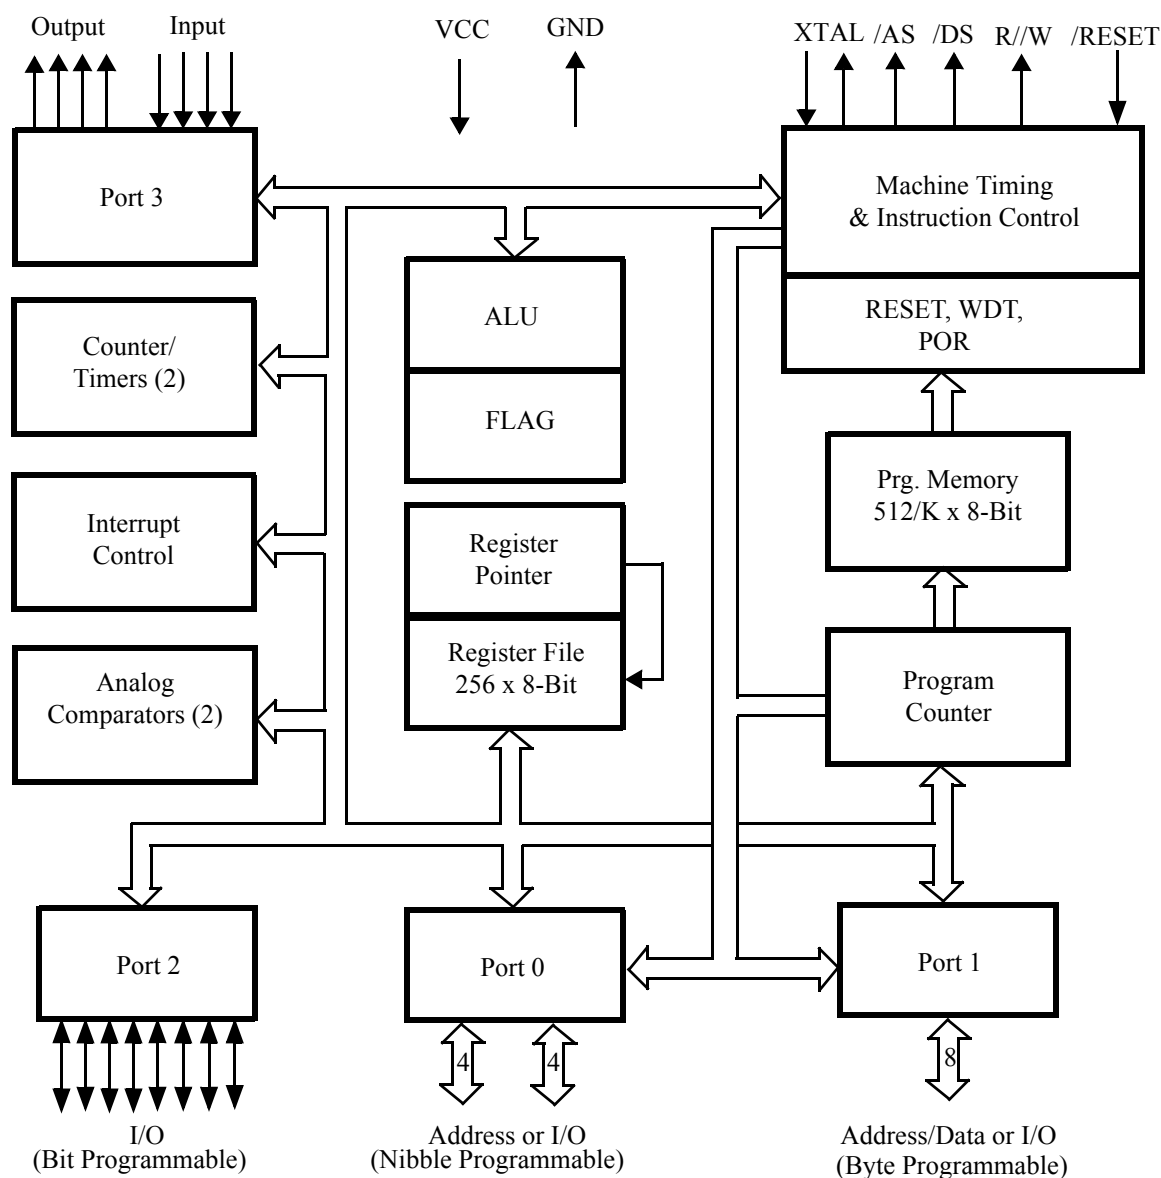 Output
Input
VCC
GND
XTAL
/AS
/DS
R//W
/RESET
Port 3
Machine Timing
& Instruction Control
RESET, WDT,
POR
ALU
FLAG
Counter/
Timers (2)
Prg. Memory
512/K x 8-Bit
Interrupt
Control
Register
Pointer
Register File
256 x 8-Bit
Analog
Comparators (2)
Program
Counter
Port 2
Port 0
Port 1
4
4
8
I/O
(Bit Programmable)
Address or I/O
(Nibble Programmable)
Address/Data or I/O
(Byte Programmable)